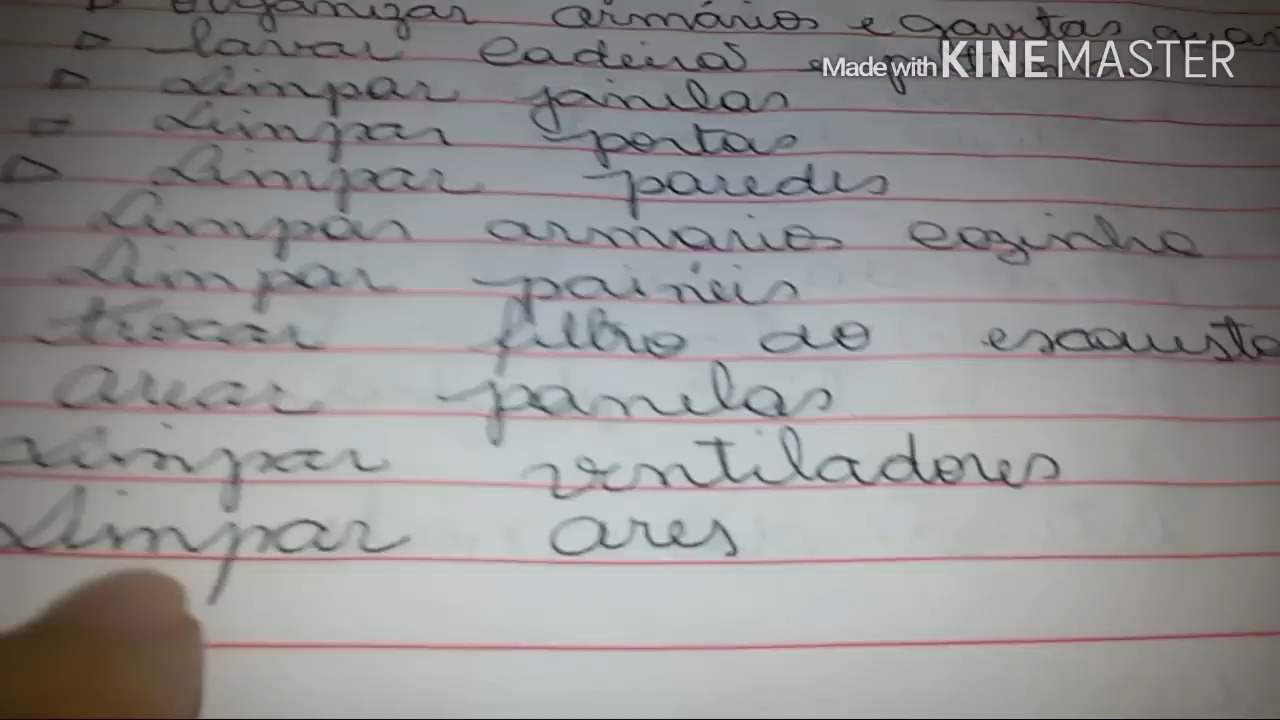 organizar armários e gavetas
lavar cadeiras
Made with KINEMASTER
Limpar janelas
Limpar portas
Limpar paredes
Limpar armarios cozinha
Limpar painéis
trocar filtro do
arear panelas
Limpar ventiladores
Limpar ares